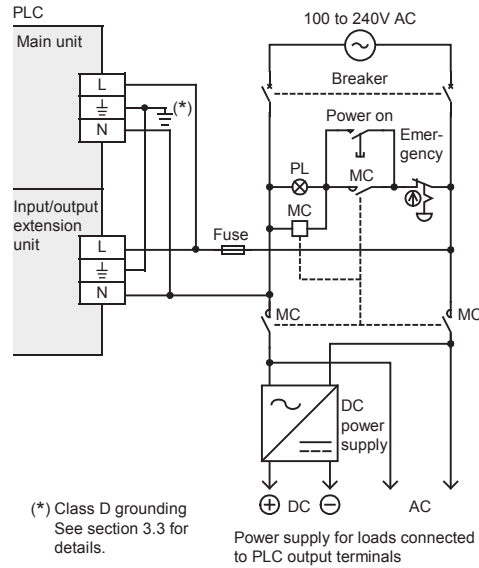 PLC
100 to 240V AC
Main unit
Breaker
L
(*)
N
Power on
Emer-
gency
PL
MC
MC
Input/output
extension
unit
Fuse
L
N
MC
MC
DC
power
supply
DC
AC
(*) Class D grounding
See section 3.3 for
details.
Power supply for loads connected
to PLC output terminals